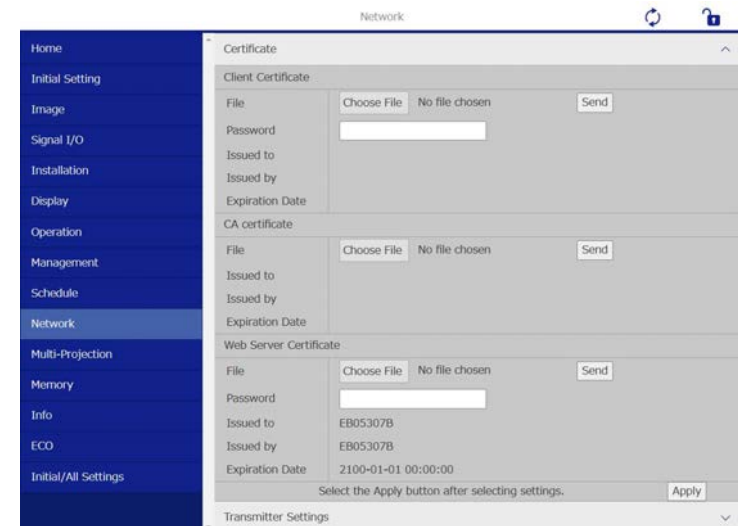 Network
Home
Initial Setting
Image
Signal I/O
Installation
Display
Operation
Management
Schedule
Network
Multi-Projection
Memory
Info
ECO
Initial/All Settings
Certificate
Client Certificate
File Choose File No file chosen Send
Password
Issued to
Issued by
Expiration Date
CA certificate
File Choose File No file chosen Send
Issued to
Issued by
Expiration Date
Web Server Certificate
File Choose File No file chosen Send
Password
Issued to EB05307B
Issued by EB05307B
Expiration Date 2100-01-01 00:00:00
Select the Apply button after selecting settings. Apply
Transmitter Settings